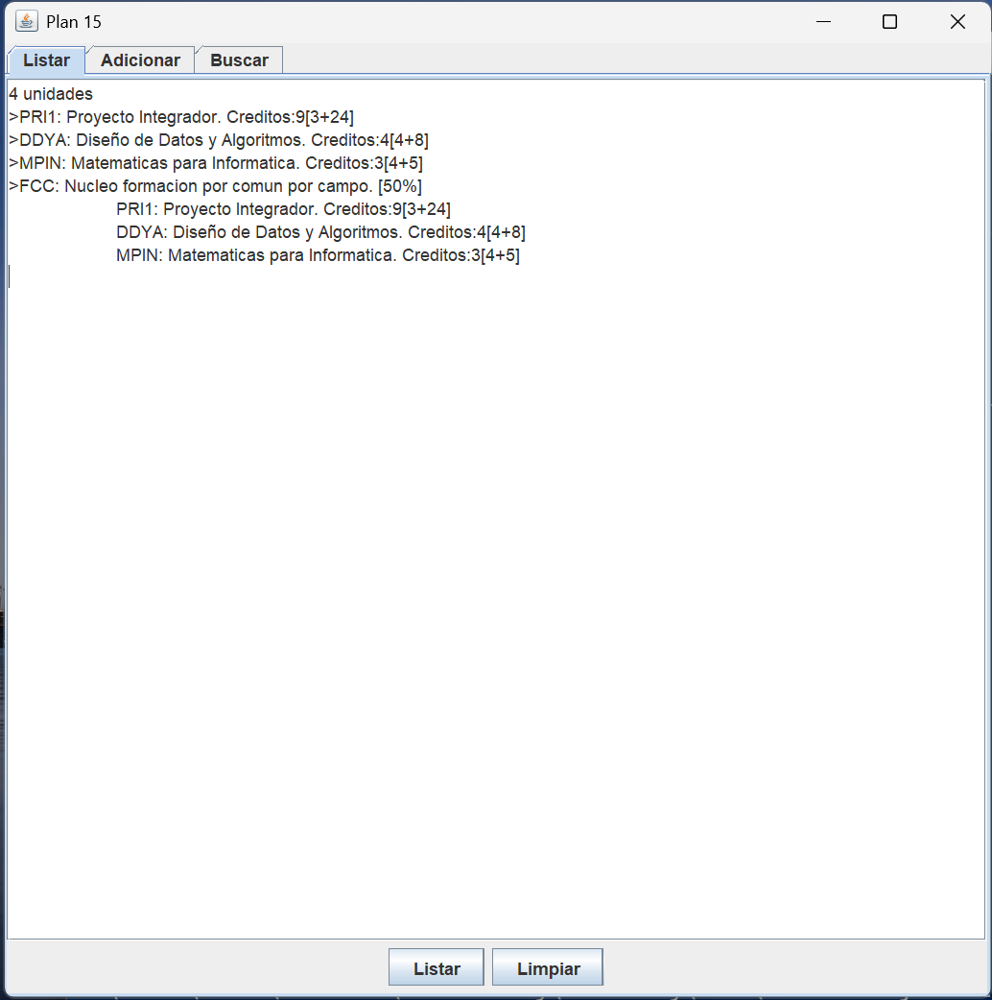 Plan 15
Listar Adicionar Buscar
4 unidades
>PRI1: Proyecto Integrador. Creditos:9[3+24]
>DDYA: Diseño de Datos y Algoritmos. Creditos:4[4+8]
>MPIN: Matematicas para Informatica. Creditos:3[4+5]
>FCC: Nucleo formacion por comun por campo. [50%]
PRI1: Proyecto Integrador. Creditos:9[3+24]
DDYA: Diseño de Datos y Algoritmos. Creditos:4[4+8]
MPIN: Matematicas para Informatica. Creditos:3[4+5]
Listar Limpiar